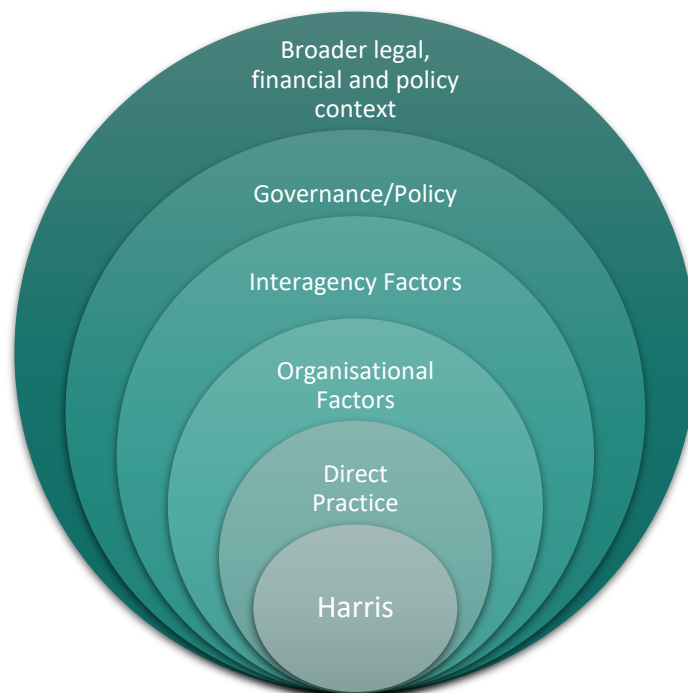 Broader legal,
financial and policy
context
Governance/Policy
Interagency Factors
Organisational
Factors
Direct
Practice
Harris